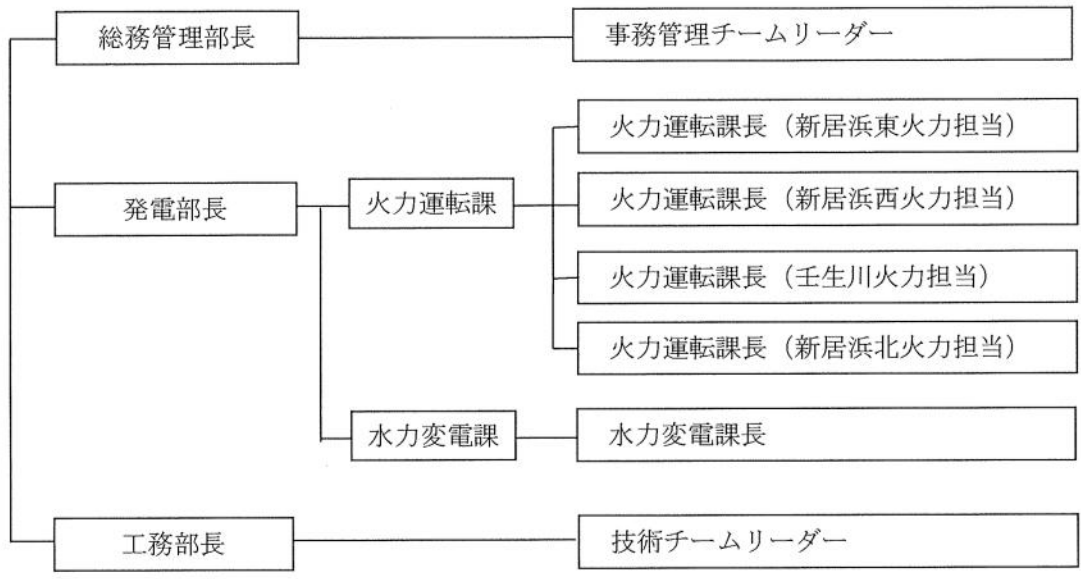 総務管理部長
事務管理チームリーダー
火力運転課長（新居浜東火力担当）
発電部長
火力運転課
火力運転課長（新居浜西火力担当）
火力運転課長（壬生川火力担当）
火力運転課長（新居浜北火力担当）
水力変電課
水力変電課長
工務部長
技術チームリーダー